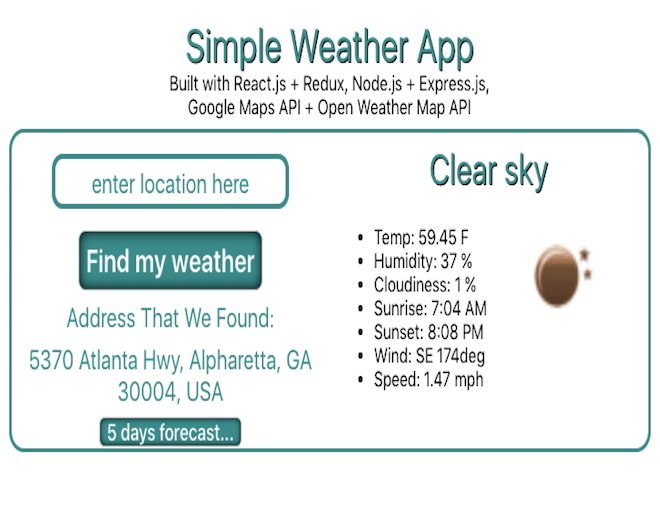 Simple Weather App
Built with React.js + Redux, Node.js + Express.js,
Google Maps API + Open Weather Map API
enter location here
Find my weather
Address That We Found:
5370 Atlanta Hwy, Alpharetta, GA
30004, USA
5 days forecast...
Clear sky
• Temp: 59.45 F
• Humidity: 37 %
• Cloudiness: 1 %
• Sunrise: 7:04 AM
• Sunset: 8:08 PM
• Wind: SE 174deg
• Speed: 1.47 mph